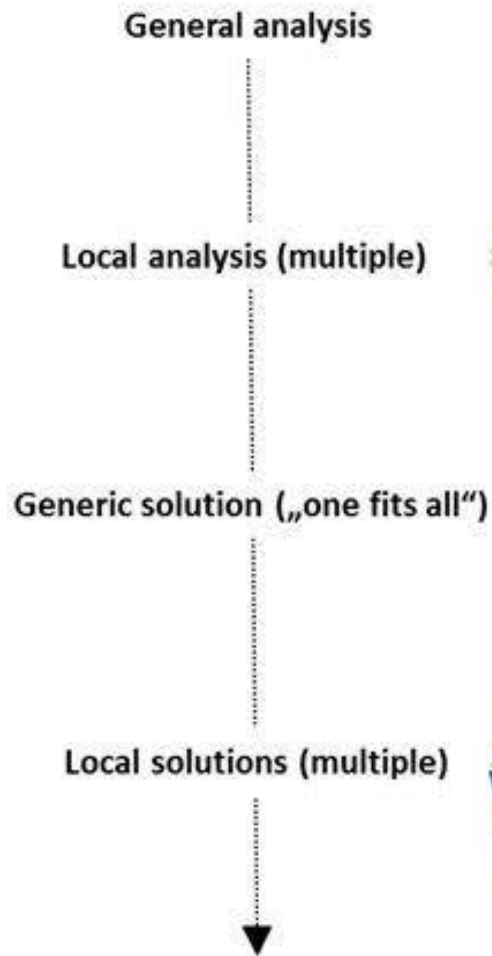 General analysis
Local analysis (multiple)
Generic solution („one fits all“)
Local solutions (multiple)